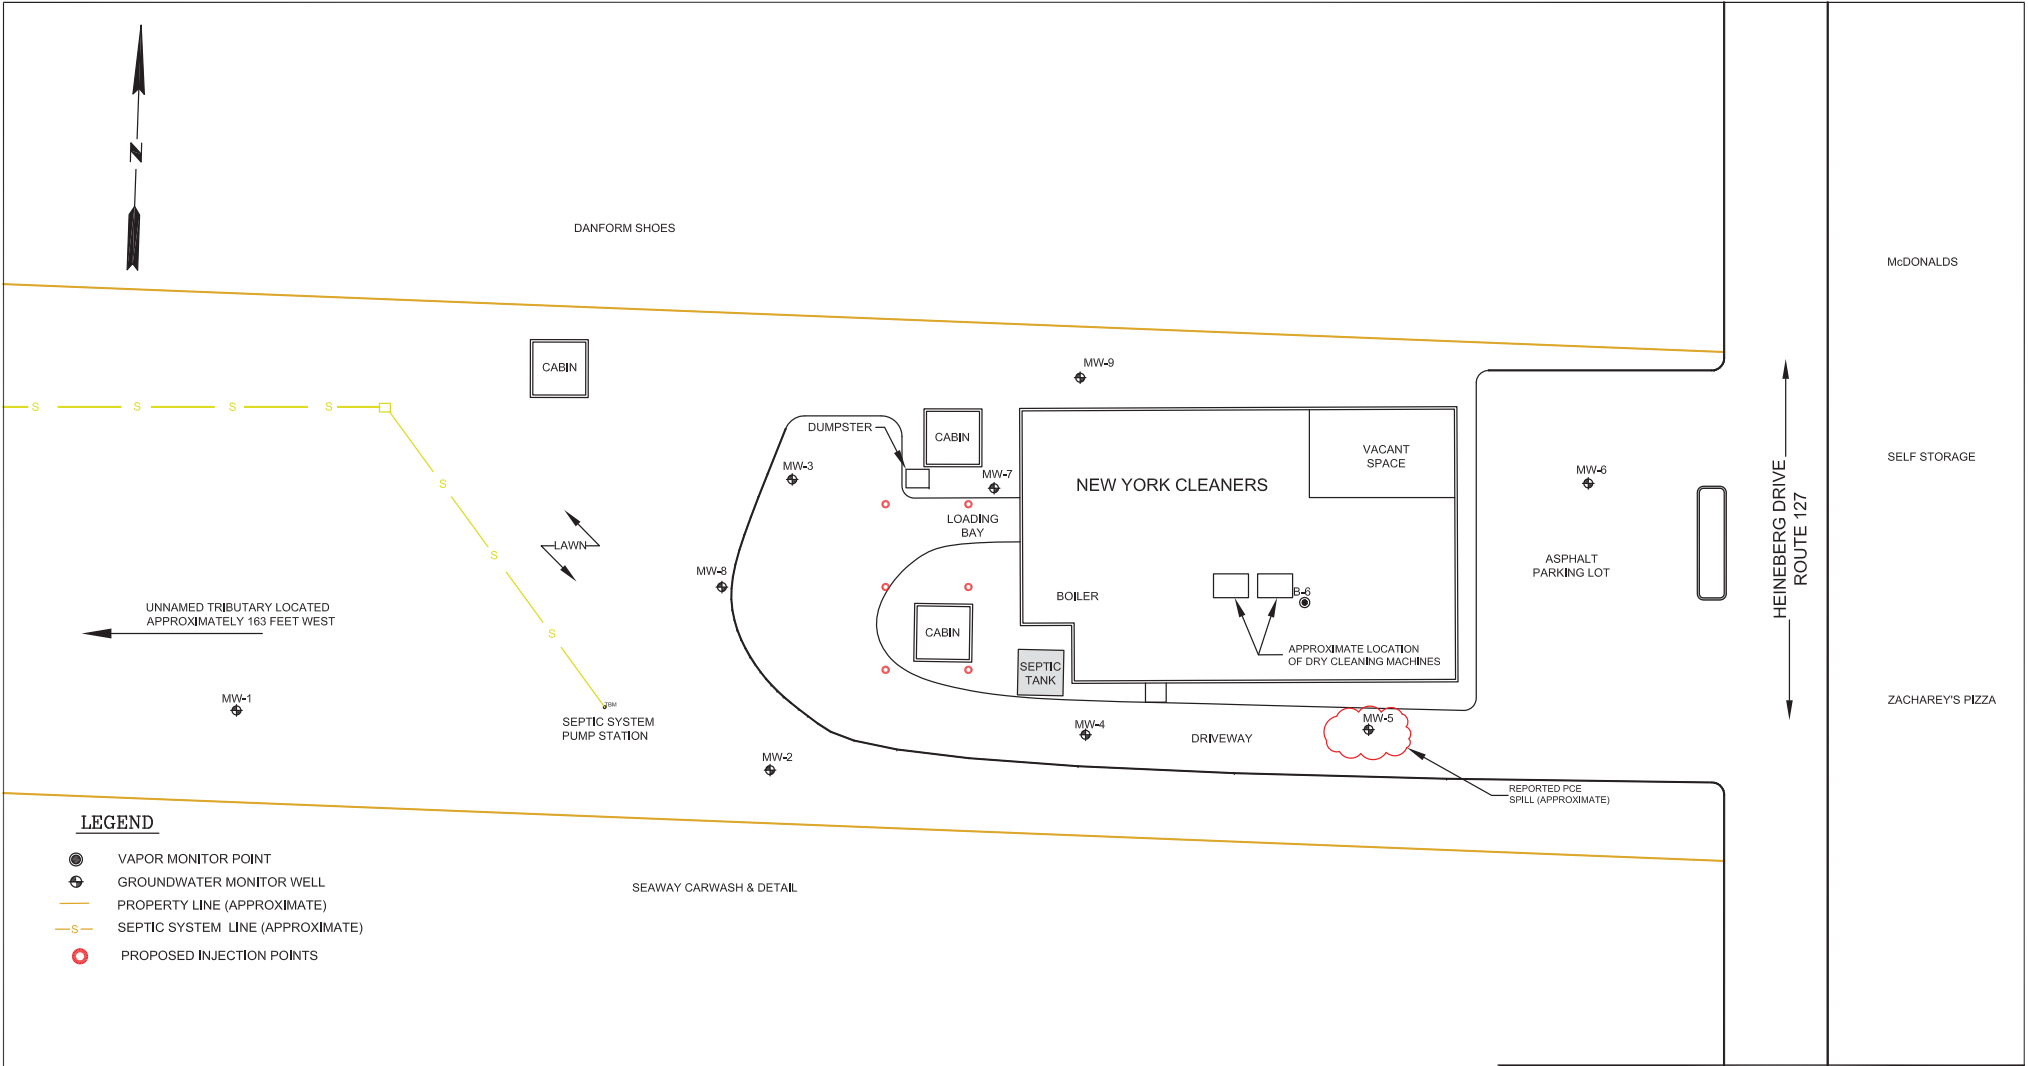 N
DANFORM SHOES
McDONALDS
CABIN
MW-9
S
S
S
S
DUMPSTER
CABIN
VACANT
SPACE
MW-3
MW-7
NEW YORK CLEANERS
MW-6
SELF STORAGE
S
LOADING
BAY
HEINEBERG DRIVE
ROUTE 127
LAWN
S
ASPHALT
PARKING LOT
MW-8
BOILER
B-6
UNNAMED TRIBUTARY LOCATED
APPROXIMATELY 163 FEET WEST
S
CABIN
APPROXIMATE LOCATION
OF DRY CLEANING MACHINES
SEPTIC
TANK
MW-1
TBM
SEPTIC SYSTEM
PUMP STATION
ZACHAREY'S PIZZA
MW-4
MW-5
DRIVEWAY
MW-2
REPORTED PCE
SPILL (APPROXIMATE)
LEGEND
VAPOR MONITOR POINT
GROUNDWATER MONITOR WELL
PROPERTY LINE (APPROXIMATE)
S
SEPTIC SYSTEM LINE (APPROXIMATE)
PROPOSED INJECTION POINTS
SEAWAY CARWASH & DETAIL